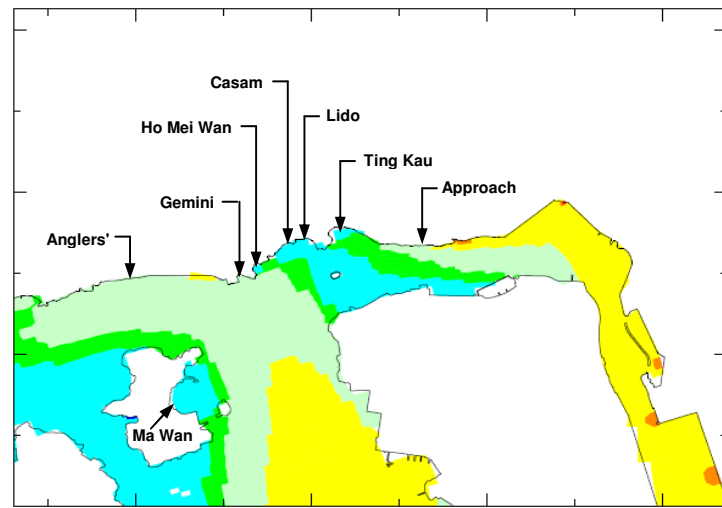 Casam
Lido
Ho Mei Wan
Ting Kau
Approach
Gemini
Anglers'
Ma Wan